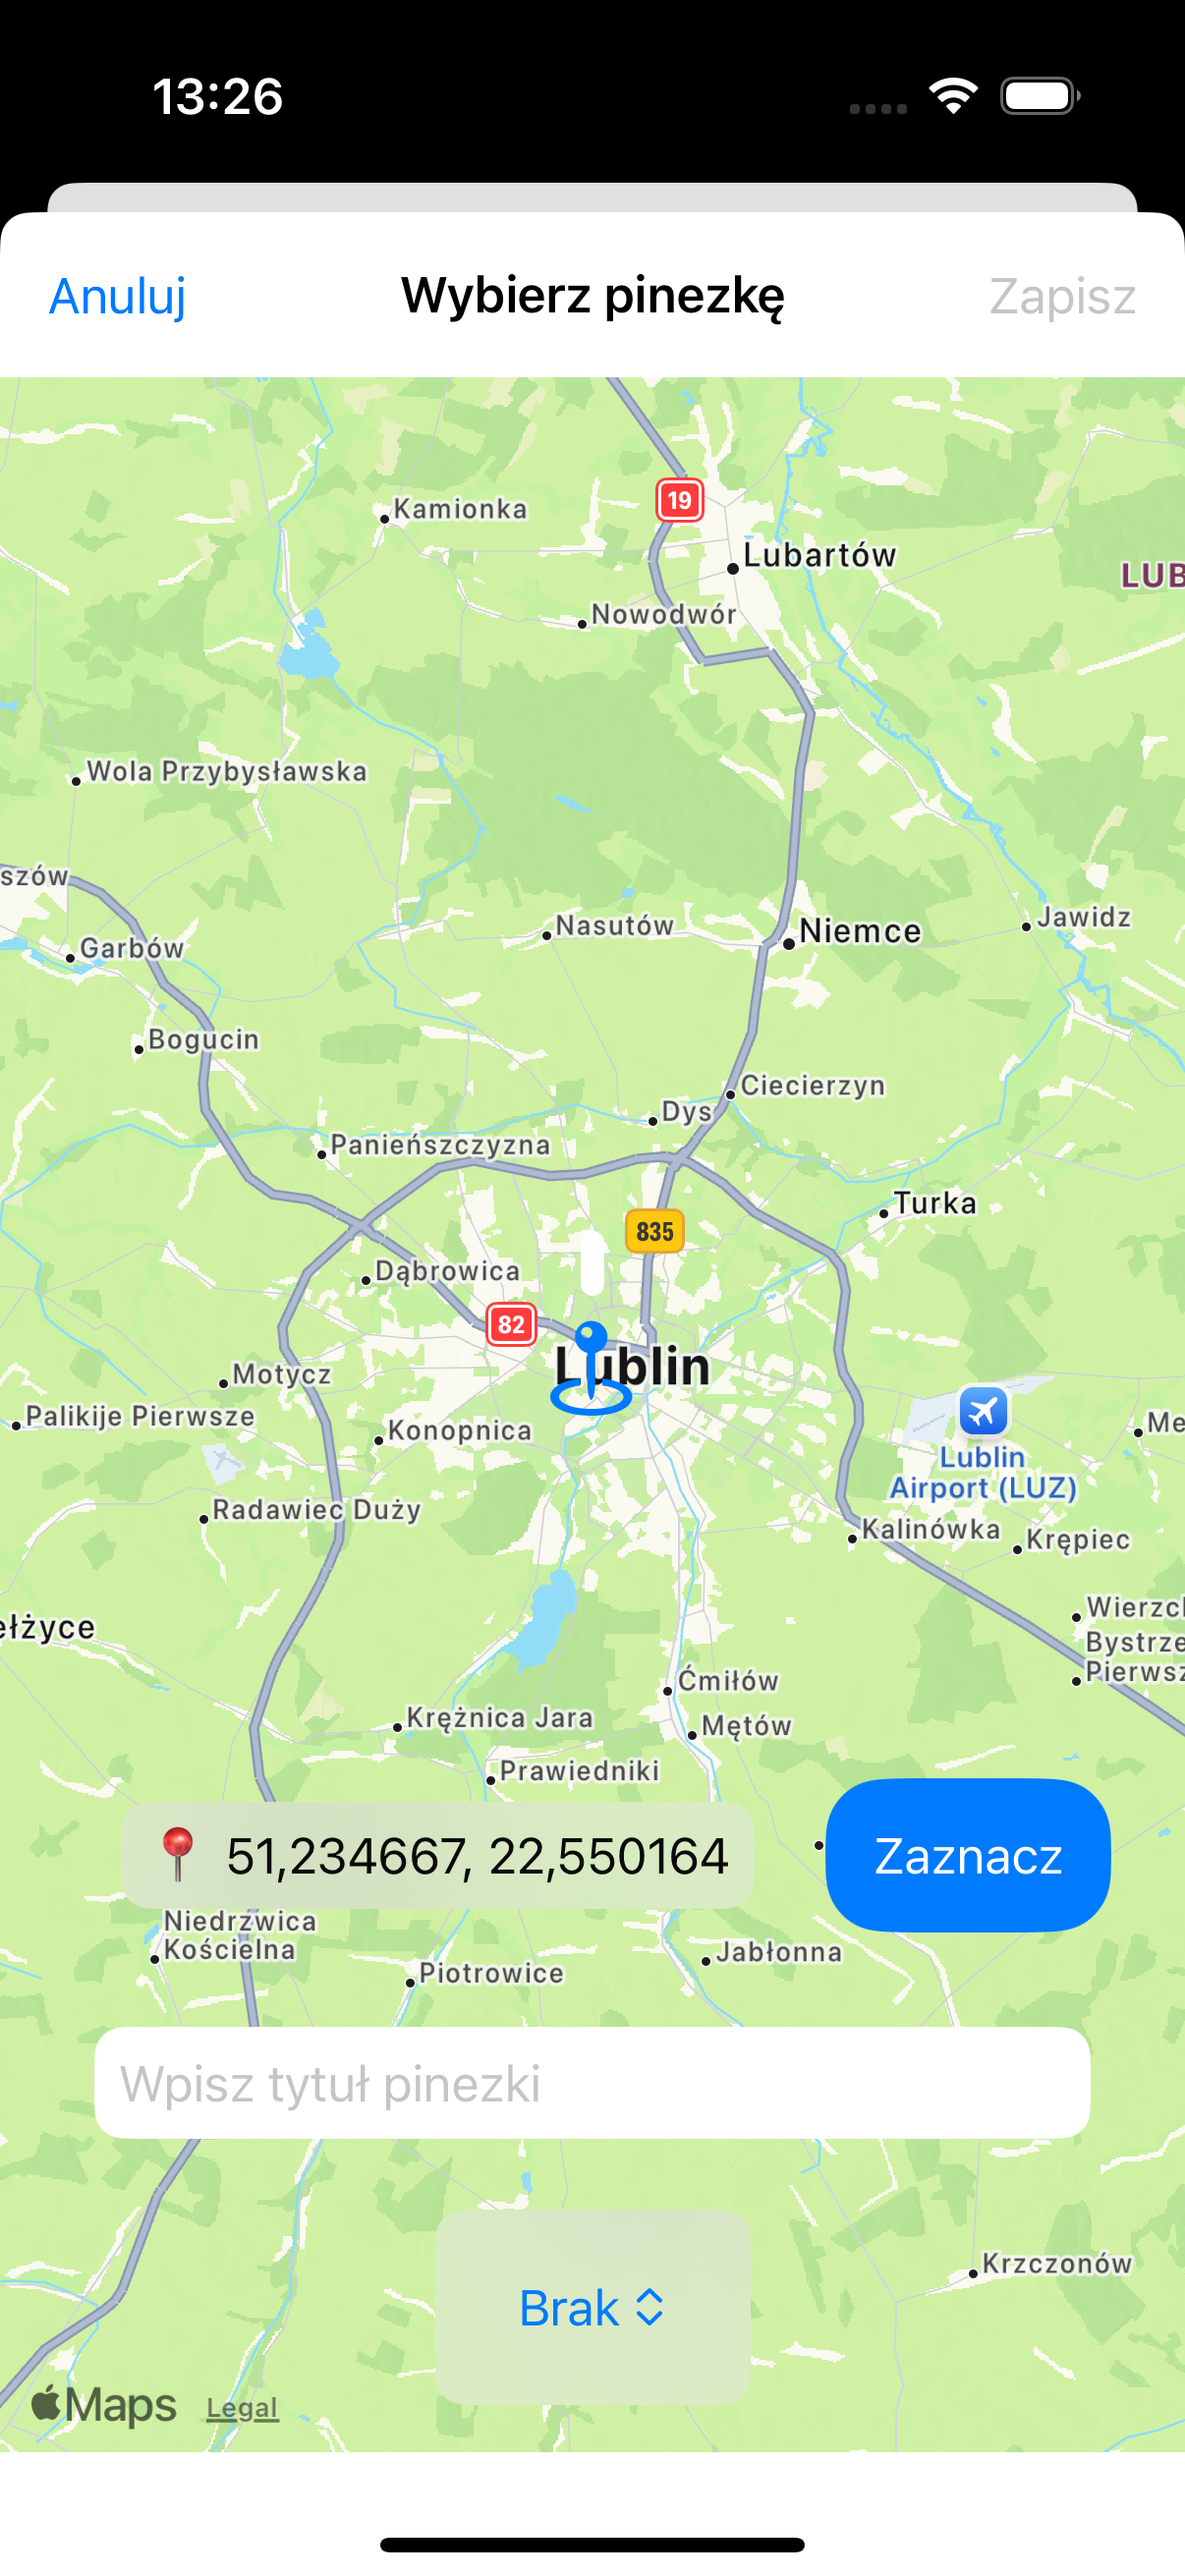 13:26
Anuluj
Wybierz pinezkę
Zapisz
Kamionka
19
Lubartów
LUB
Nowodwór
Wola Przybysławska
szów
Nasutów
Niemce
Jawidz
Garbów
Bogucin
Ciecierzyn
Dys
Panieńszczyzna
Turka
835
Dąbrowica
82
Lublin
Motycz
Palikije Pierwsze
Konopnica
Me
Lublin
Airport (LUZ)
Radawiec Duży
Kalinówka
Krępiec
Wierzch
ełżyce
Bystrze
Pierwsz
Ćmiłów
Krężnica Jara
Mętów
Prawiedniki
51,234667, 22,550164
Zaznacz
Niedrzwica
Kościelna
Jabłonna
Piotrowice
Wpisz tytuł pinezki
Krzczonów
Brak
Maps
Legal